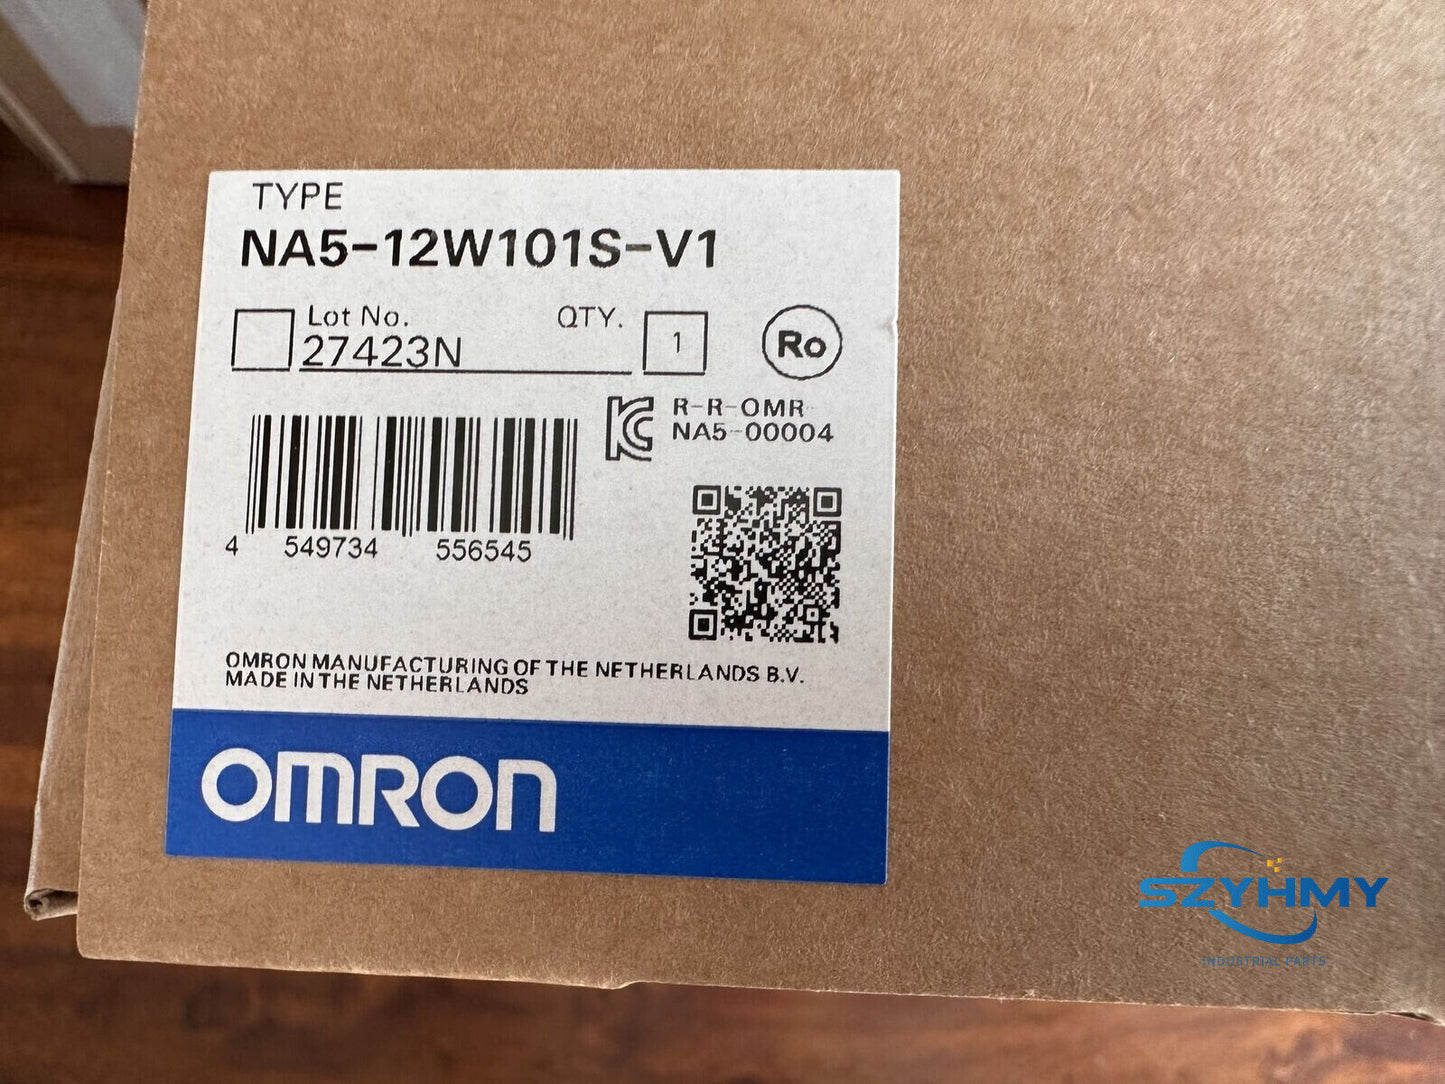 TYPE
NA5-12W101S-V1
Lot No. QTY.
27423N 1 Ro
R-R-OMR-
NA5-00004
4 549734 556545
OMRON MANUFACTURING OF THE NETHERLANDS B.V.
MADE IN THE NETHERLANDS
OMRON
SZYHMY
INDUSTRIAL PARTS